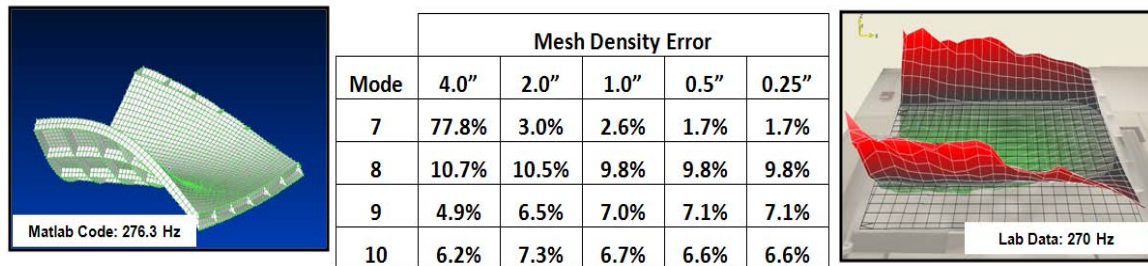 Matlab Code: 276.3 Hz
Mesh Density Error
Mode 4.0” 2.0” 1.0” 0.5” 0.25”
7 77.8% 3.0% 2.6% 1.7% 1.7%
8 10.7% 10.5% 9.8% 9.8% 9.8%
9 4.9% 6.5% 7.0% 7.1% 7.1%
10 6.2% 7.3% 6.7% 6.6% 6.6%
Lab Data: 270 Hz